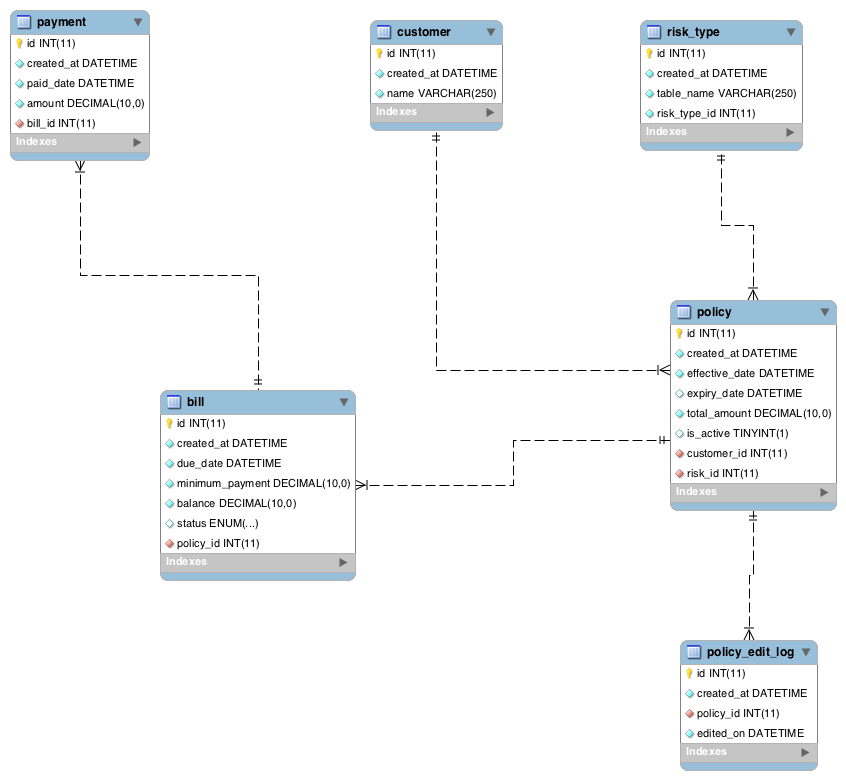 payment
id INT(11)
created_at DATETIME
paid_date DATETIME
amount DECIMAL(10,0)
bill_id INT(11)
Indexes
customer
id INT(11)
created_at DATETIME
name VARCHAR(250)
Indexes
risk_type
id INT(11)
created_at DATETIME
table_name VARCHAR(250)
risk_type_id INT(11)
Indexes
policy
id INT(11)
created_at DATETIME
effective_date DATETIME
expiry_date DATETIME
total_amount DECIMAL(10,0)
is_active TINYINT(1)
customer_id INT(11)
risk_id INT(11)
Indexes
bill
id INT(11)
created_at DATETIME
due_date DATETIME
minimum_payment DECIMAL(10,0)
balance DECIMAL(10,0)
status ENUM(...)
policy_id INT(11)
Indexes
policy_edit_log
id INT(11)
created_at DATETIME
policy_id INT(11)
edited_on DATETIME
Indexes